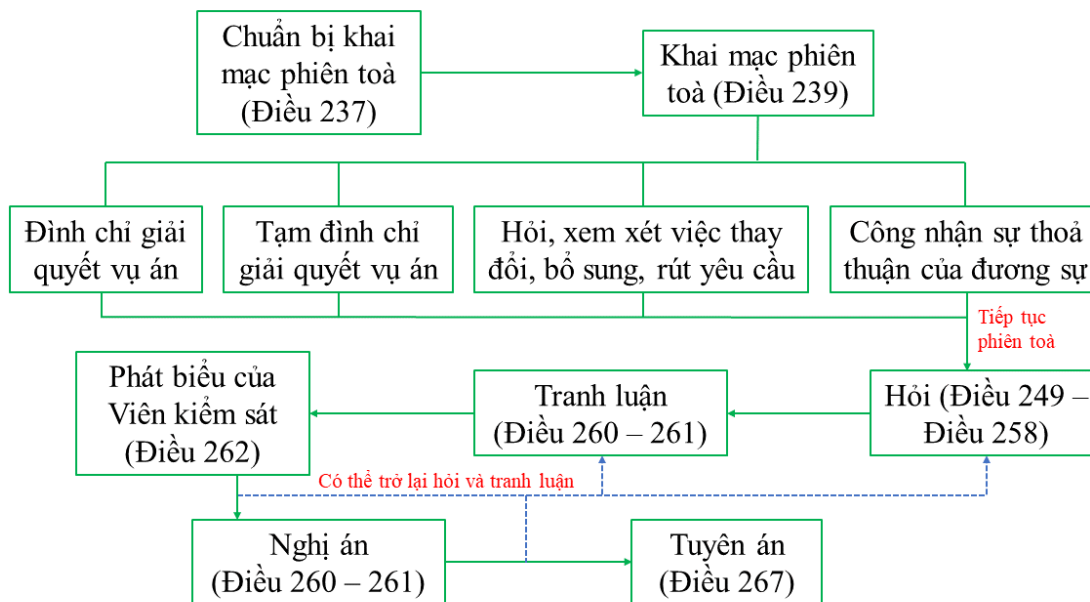 Chuẩn bị khai
mạc phiên toà
(Điều 237)
Khai mạc phiên
toà (Điều 239)
Đình chỉ giải
quyết vụ án
Tạm đình chỉ
giải quyết vụ án
Hỏi, xem xét việc thay
đổi, bổ sung, rút yêu cầu
Công nhận sự thoả
thuận của đương sự
Tiếp tục
phiên toà
Phát biểu của
Viên kiểm sát
(Điều 262)
Tranh luận
(Điều 260 – 261)
Hỏi (Điều 249 –
Điều 258)
Có thể trở lại hỏi và tranh luận
Nghị án
(Điều 260 – 261)
Tuyên án
(Điều 267)